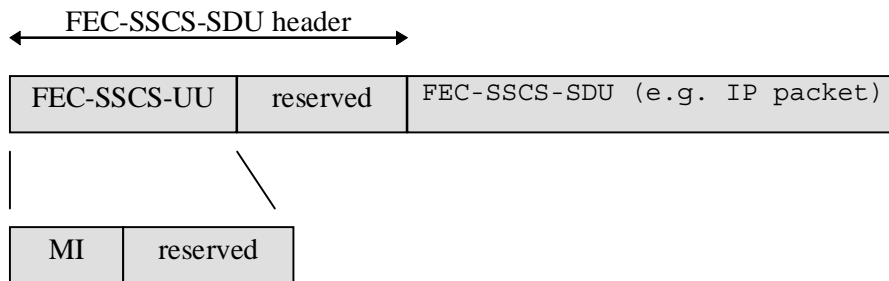 FEC-SSCS-SDU header
FEC-SSCS-UU reserved FEC-SSCS-SDU (e.g. IP packet)
MI reserved